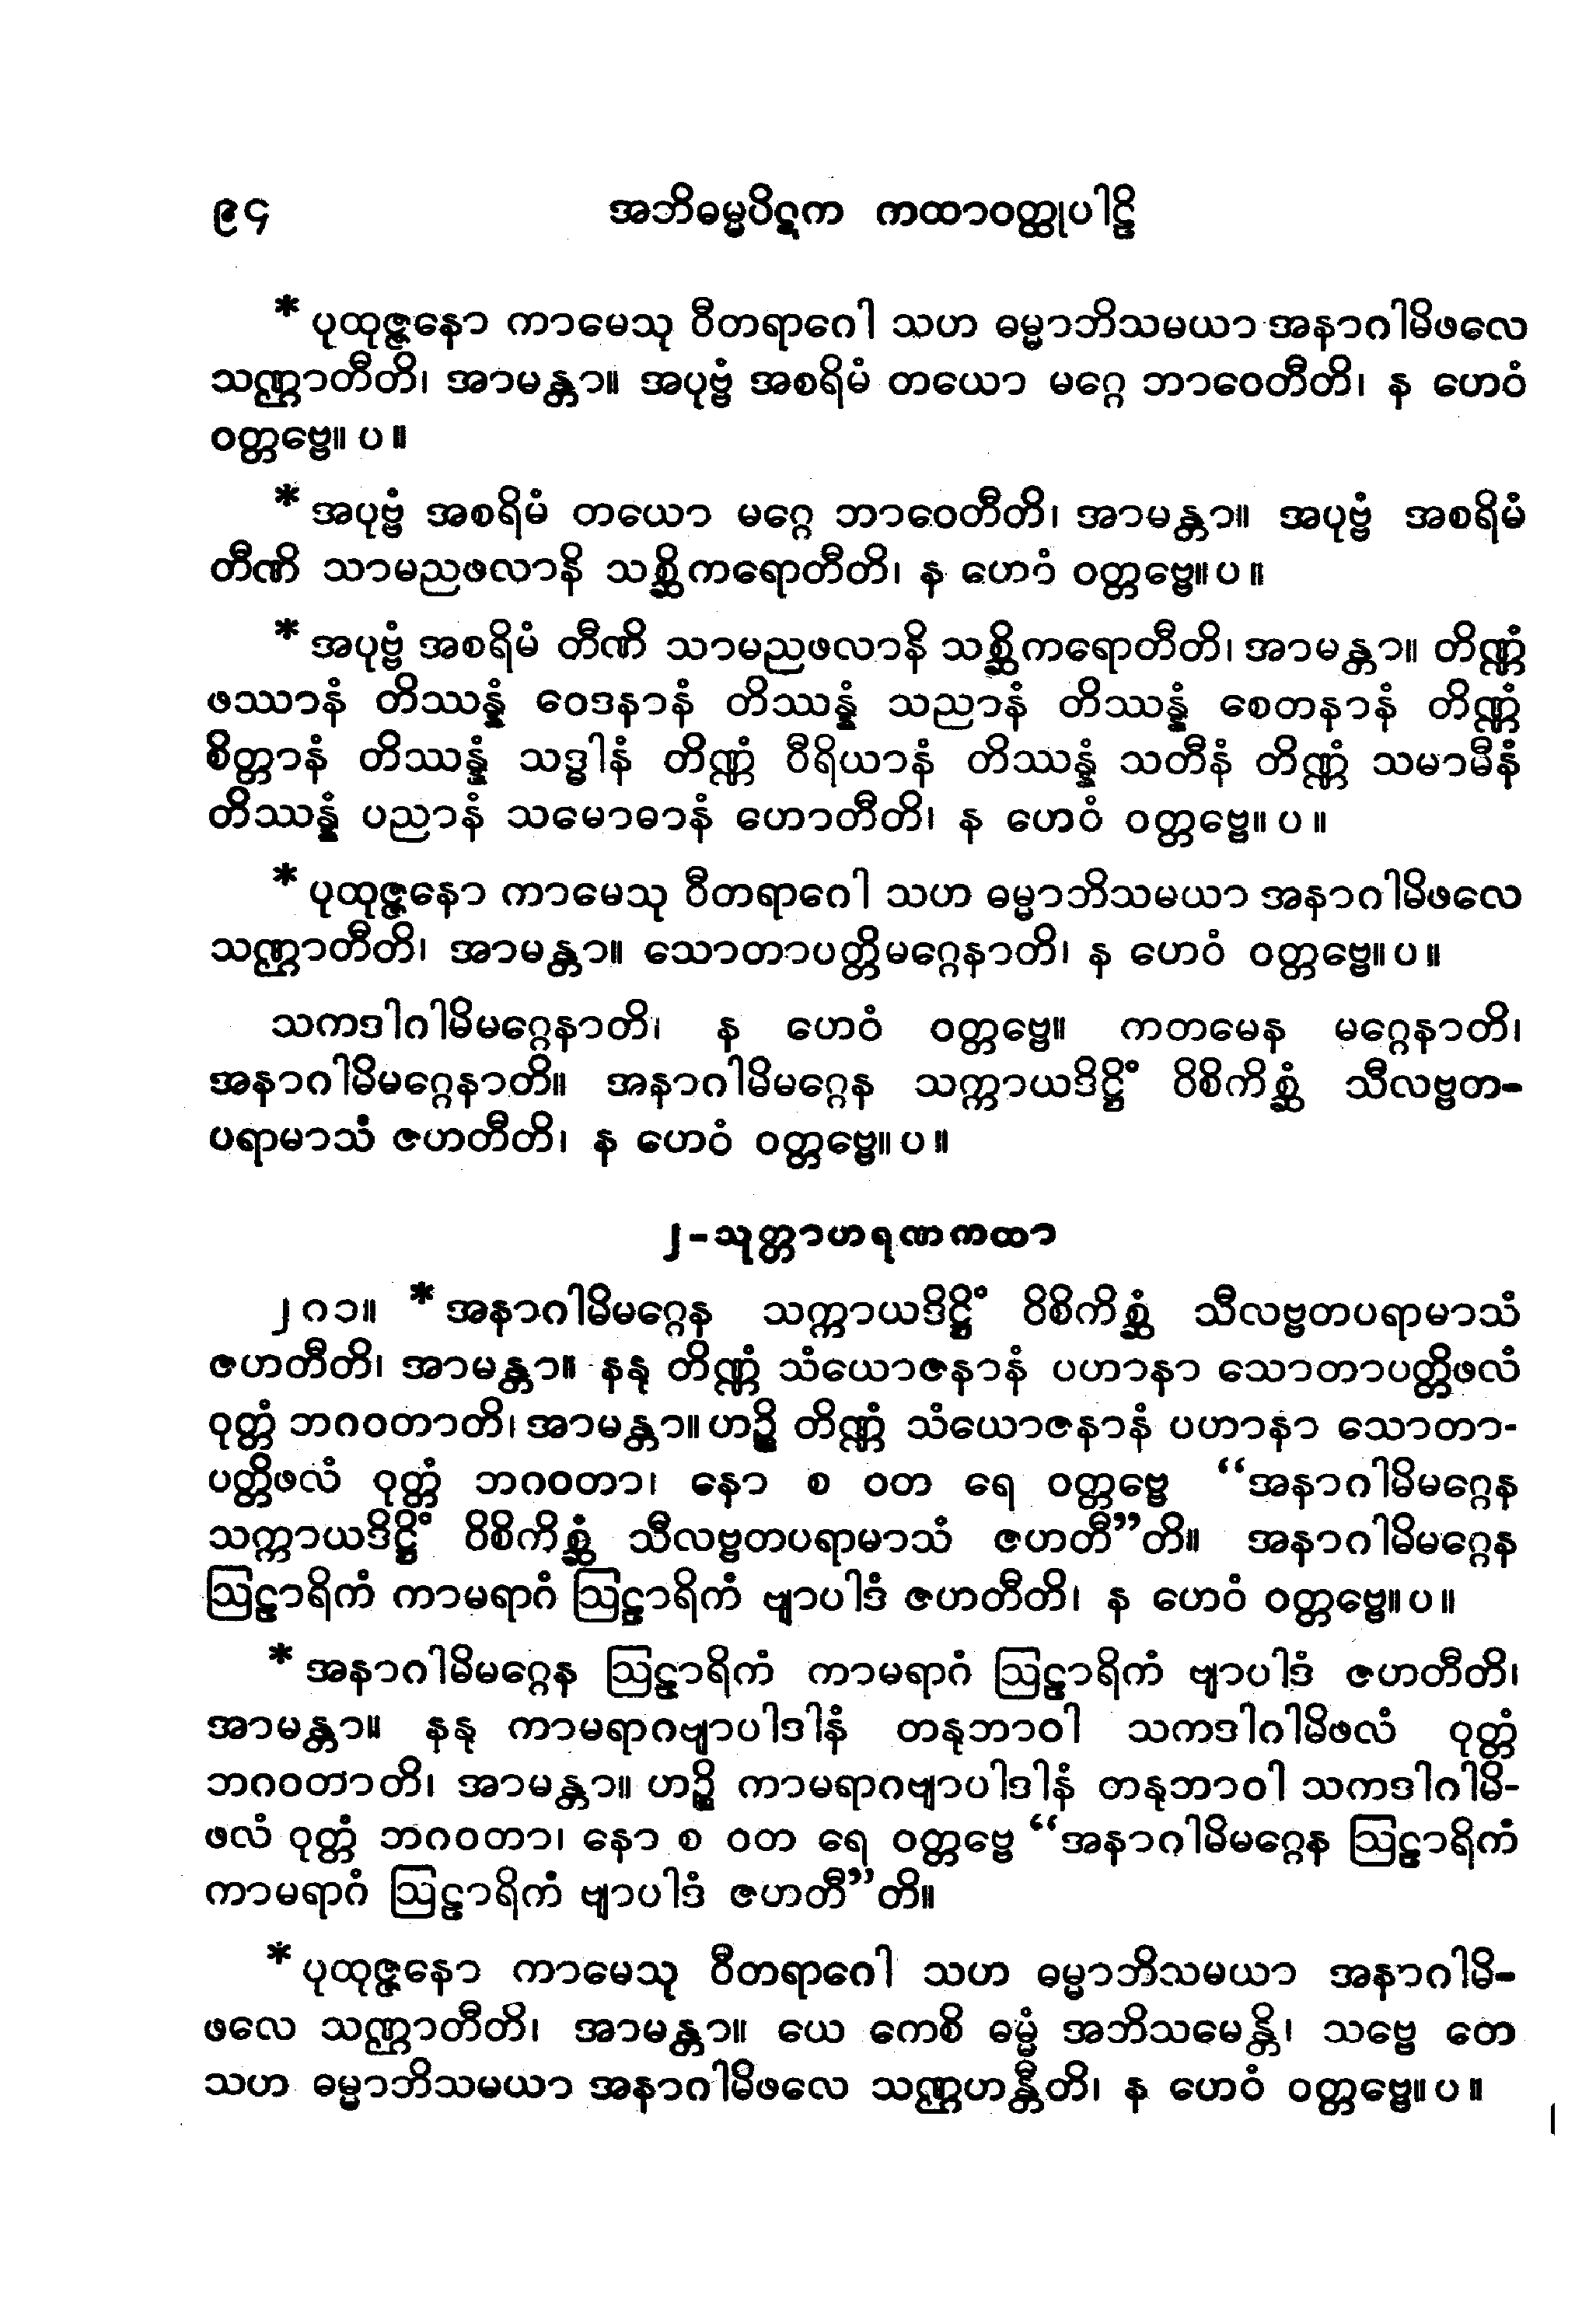 ၉၄ အဘိဓမ္မပိဋက ကထာဝတ္ထုပါဠိ
* ပုထုဇ္ဇနော ကာမေသု ဝီတရာဂေါ သဟ ဓမ္မာဘိသမယာ အနာဂါမိဖလေ
သဏ္ဌာတီတိ၊ အာမန္တာ။ အပုဗ္ဗံ အစရိမံ တယော မဂ္ဂေ ဘာဝေတီတိ၊ န ဟေဝံ
ဝတ္တဗ္ဗေ။ ပ ။
* အပုဗ္ဗံ အစရိမံ တယော မဂ္ဂေ ဘာဝေတီတိ၊ အာမန္တာ။ အပုဗ္ဗံ အစရိမံ
တီဏိ သာမညဖလာနိ သစ္ဆိကရောတီတိ၊ န ဟေဝံ ဝတ္တဗ္ဗေ။ ပ ။
* အပုဗ္ဗံ အစရိမံ တီဏိ သာမညဖလာနိ သစ္ဆိကရောတီတိ၊ အာမန္တာ။ တိဏ္ဏံ
ဖဿာနံ တိဿန္နံ ဝေဒနာနံ တိဿန္နံ သညာနံ တိဿန္နံ စေတနာနံ တိဏ္ဏံ
စိတ္တာနံ တိဿန္နံ သဒ္ဓါနံ တိဏ္ဏံ ဝီရိယာနံ တိဿန္နံ သတီနံ တိဏ္ဏံ သမာဓီနံ
တိဿန္နံ ပညာနံ သမောဓာနံ ဟောတီတိ၊ န ဟေဝံ ဝတ္တဗ္ဗေ။ ပ ။
* ပုထုဇ္ဇနော ကာမေသု ဝီတရာဂေါ သဟ ဓမ္မာဘိသမယာ အနာဂါမိဖလေ
သဏ္ဌာတီတိ၊ အာမန္တာ။ သောတာပတ္တိမဂ္ဂေနာတိ၊ န ဟေဝံ ဝတ္တဗ္ဗေ။ ပ ။
သကဒါဂါမိမဂ္ဂေနာတိ၊ န ဟေဝံ ဝတ္တဗ္ဗေ။ ကတမေန မဂ္ဂေနာတိ၊
အနာဂါမိမဂ္ဂေနာတိ။ အနာဂါမိမဂ္ဂေန သက္ကာယဒိဋ္ဌိံ ဝိစိကိစ္ဆံ သီလဗ္ဗတ-
ပရာမာသံ ဇဟတီတိ၊ န ဟေဝံ ဝတ္တဗ္ဗေ။ ပ ။
၂-သုတ္တာဟရဏကထာ
၂၈၁။ * အနာဂါမိမဂ္ဂေန သက္ကာယဒိဋ္ဌိံ ဝိစိကိစ္ဆံ သီလဗ္ဗတပရာမာသံ
ဇဟတီတိ၊ အာမန္တာ။ နနု တိဏ္ဏံ သံယောဇနာနံ ပဟာနာ သောတာပတ္တိဖလံ
ဝုတ္တံ ဘဂဝတာတိ၊ အာမန္တာ။ ဟဉ္စိ တိဏ္ဏံ သံယောဇနာနံ ပဟာနာ သောတာ-
ပတ္တိဖလံ ဝုတ္တံ ဘဂဝတာ၊ နော စ ဝတ ရေ ဝတ္တဗ္ဗေ “အနာဂါမိမဂ္ဂေန
သက္ကာယဒိဋ္ဌိံ ဝိစိကိစ္ဆံ သီလဗ္ဗတပရာမာသံ ဇဟတီ”တိ။ အနာဂါမိမဂ္ဂေန
ဩဠာရိကံ ကာမရာဂံ ဩဠာရိကံ ဗျာပါဒံ ဇဟတီတိ၊ န ဟေဝံ ဝတ္တဗ္ဗေ။ ပ ။
* အနာဂါမိမဂ္ဂေန ဩဠာရိကံ ကာမရာဂံ ဩဠာရိကံ ဗျာပါဒံ ဇဟတီတိ၊
အာမန္တာ။ နနု ကာမရာဂဗျာပါဒါနံ တနုဘာဝါ သကဒါဂါမိဖလံ ဝုတ္တံ
ဘဂဝတာတိ၊ အာမန္တာ။ ဟဉ္စိ ကာမရာဂဗျာပါဒါနံ တနုဘာဝါ သကဒါဂါမိ-
ဖလံ ဝုတ္တံ ဘဂဝတာ၊ နော စ ဝတ ရေ ဝတ္တဗ္ဗေ “အနာဂါမိမဂ္ဂေန ဩဠာရိကံ
ကာမရာဂံ ဩဠာရိကံ ဗျာပါဒံ ဇဟတီ”တိ။
* ပုထုဇ္ဇနော ကာမေသု ဝီတရာဂေါ သဟ ဓမ္မာဘိသမယာ အနာဂါမိ-
ဖလေ သဏ္ဌာတီတိ၊ အာမန္တာ။ ယေ ကေစိ ဓမ္မံ အဘိသမေန္တိ၊ သဗ္ဗေ တေ
သဟ ဓမ္မာဘိသမယာ အနာဂါမိဖလေ သဏ္ဌဟန္တီတိ၊ န ဟေဝံ ဝတ္တဗ္ဗေ။ ပ ။